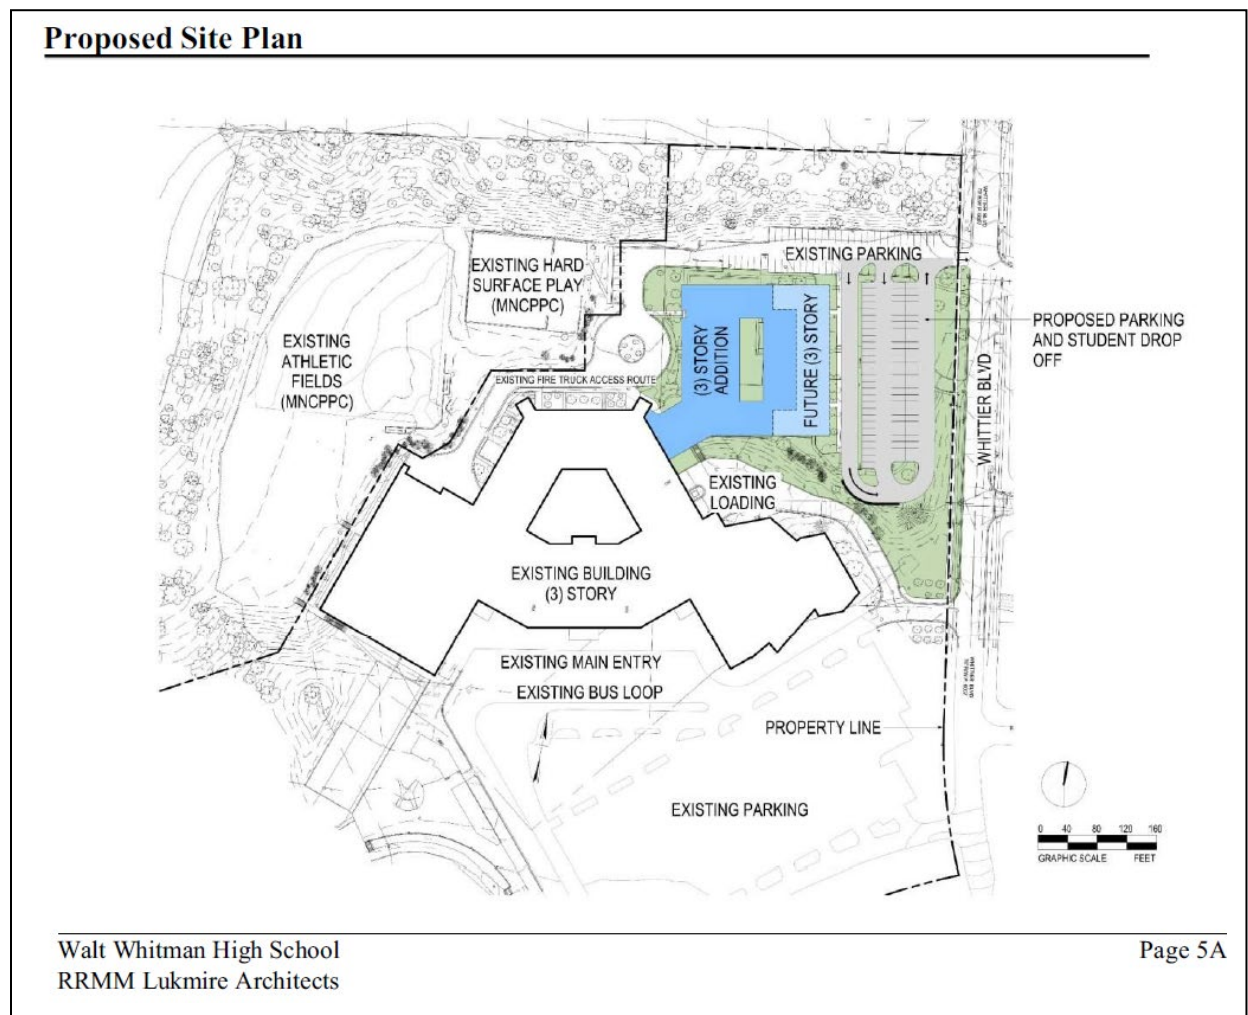 Proposed Site Plan
EXISTING PARKING
EXISTING HARD
SURFACE PLAY
(MNCPPC)
EXISTING
ATHLETIC
FIELDS
(MNCPPC)
(3) STORY
ADDITION
FUTURE (3) STORY
PROPOSED PARKING
AND STUDENT DROP
OFF
WHITTIER BLVD
EXISTING FIRE TRUCK ACCESS ROUTE
EXISTING
LOADING
EXISTING BUILDING
(3) STORY
EXISTING MAIN ENTRY
EXISTING BUS LOOP
PROPERTY LINE
EXISTING PARKING
0 40 80 120 160
GRAPHIC SCALE FEET
Walt Whitman High School
RRMM Lukmire Architects
Page 5A